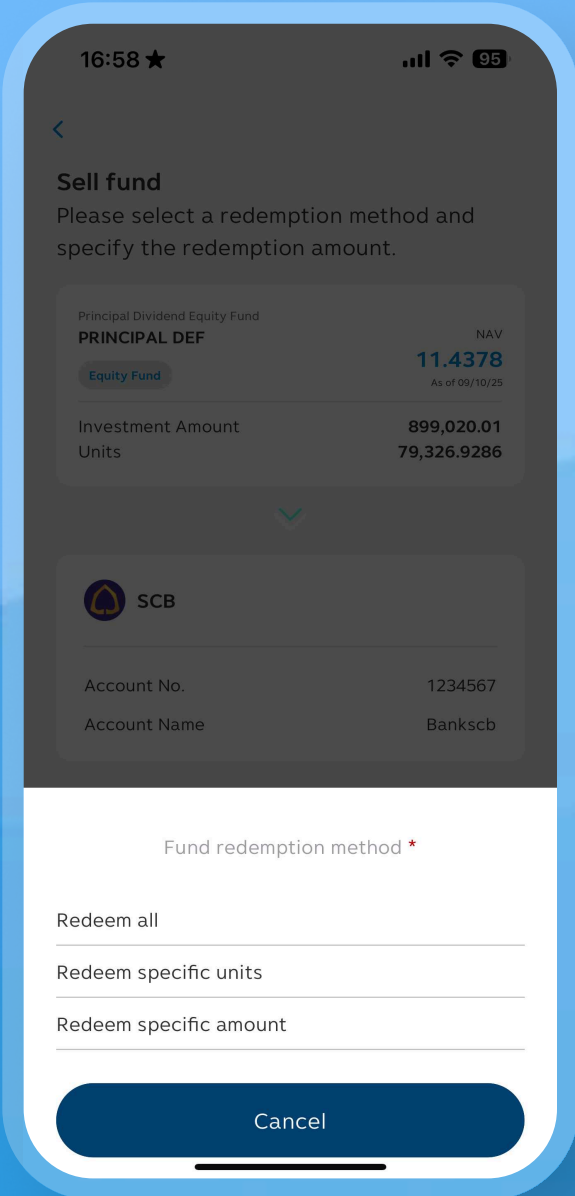 16:58
95
Sell fund
Please select a redemption method and
specify the redemption amount.
Principal Dividend Equity Fund
PRINCIPAL DEF
NAV
Equity Fund
11.4378
As of 09/10/25
Investment Amount 899,020.01
Units 79,326.9286
SCB
Account No. 1234567
Account Name Bankscb
Fund redemption method *
Redeem all
Redeem specific units
Redeem specific amount
Cancel